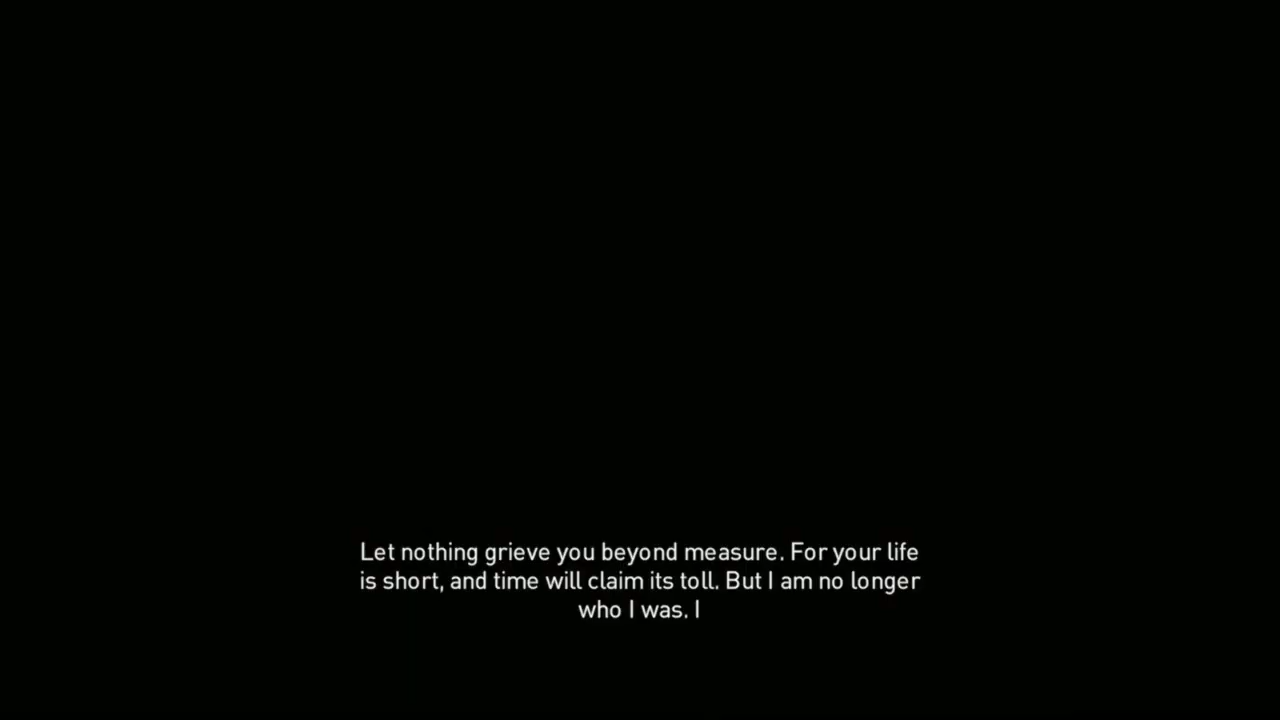 Let nothing grieve you beyond measure. For your life
is short, and time will claim its toll. But I am no longer
who I was. I